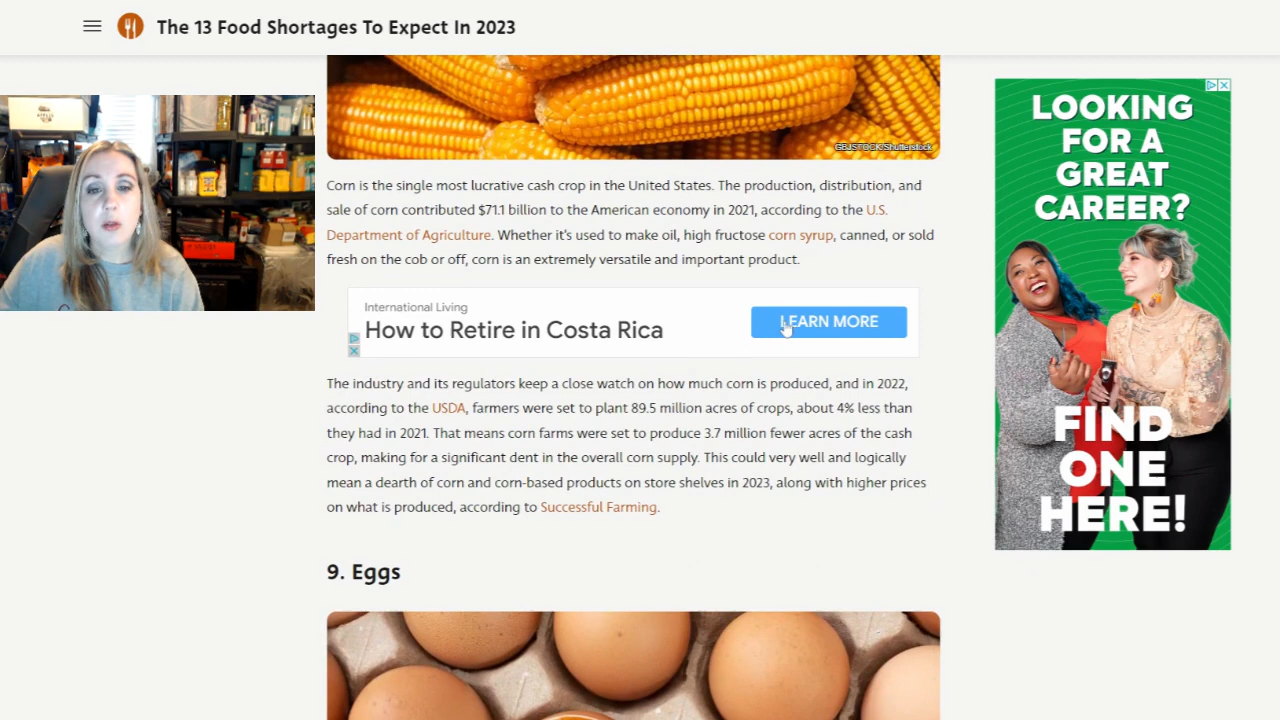 The 13 Food Shortages To Expect In 2023
GBJSTOCK/Shutterstock
Corn is the single most lucrative cash crop in the United States. The production, distribution, and
sale of corn contributed $71.1 billion to the American economy in 2021, according to the U.S.
Department of Agriculture. Whether it's used to make oil, high fructose corn syrup, canned, or sold
fresh on the cob or off, corn is an extremely versatile and important product.
International Living
How to Retire in Costa Rica
LEARN MORE
The industry and its regulators keep a close watch on how much corn is produced, and in 2022,
according to the USDA, farmers were set to plant 89.5 million acres of crops, about 4% less than
they had in 2021. That means corn farms were set to produce 3.7 million fewer acres of the cash
crop, making for a significant dent in the overall corn supply. This could very well and logically
mean a dearth of corn and corn-based products on store shelves in 2023, along with higher prices
on what is produced, according to Successful Farming.
9. Eggs
LOOKING
FOR A
GREAT
CAREER?
FIND
ONE
HERE!